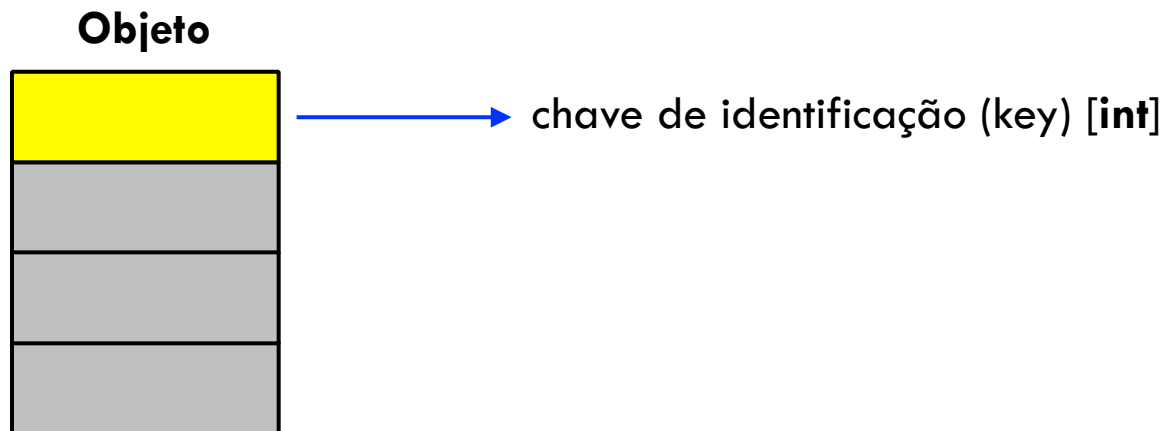 Objeto
chave de identificação (key) [int]